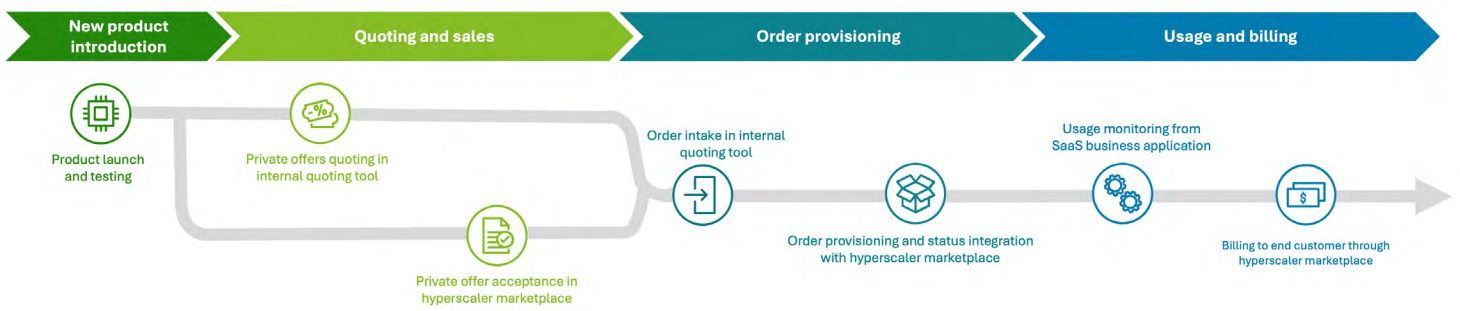 New product
introduction
Quoting and sales
Order provisioning
Usage and billing
%
Product launch
and testing
Private offers quoting in
internal quoting tool
Private offer acceptance in
hyperscaler marketplace
Order intake in internal
quoting tool
Order provisioning and status integration
with hyperscaler marketplace
Usage monitoring from
SaaS business application
$
Billing to end customer through
hyperscaler marketplace